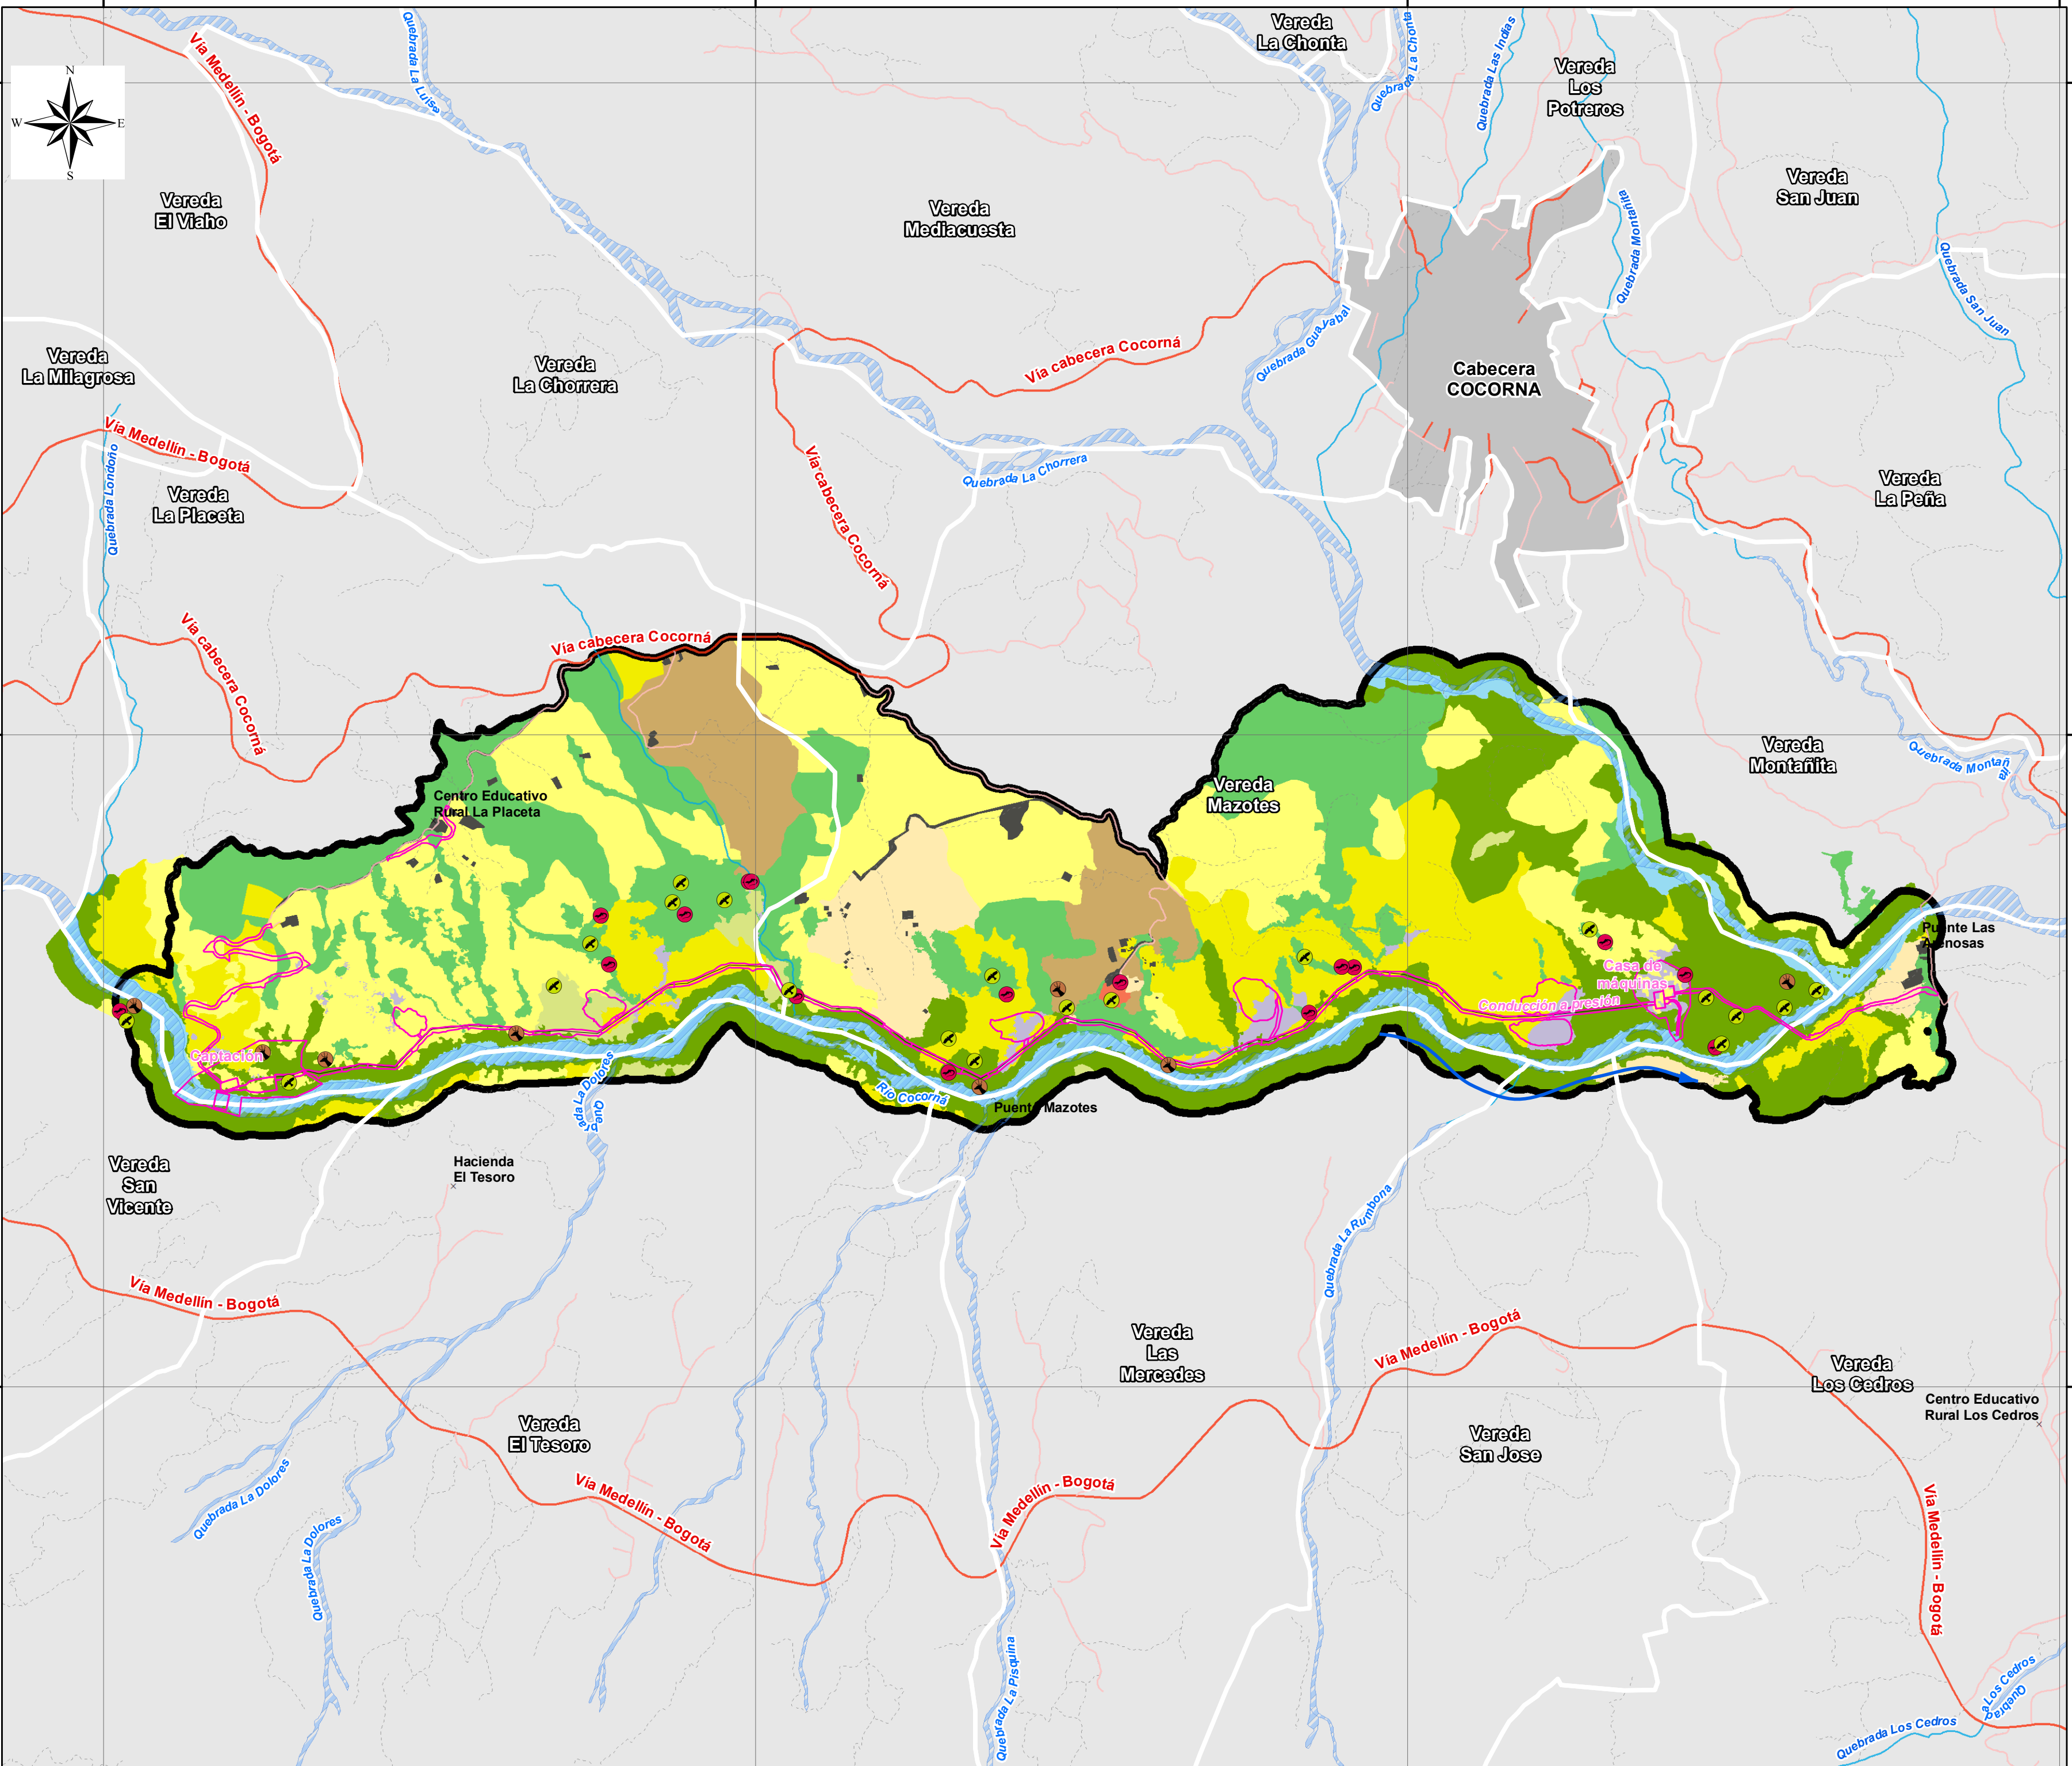 Vereda
La Chonta
Quebrada La Chonta
Quebrada Las Indias
Vereda
Los
Potreros
Quebrada La Luisa
Vía Medellín - Bogotá
N
W
E
S
Vereda
El Viaho
Vereda
Mediacuesta
Vereda
San Juan
Quebrada Montañita
Quebrada San Juan
Quebrada Guayabal
Vía cabecera Cocorná
Vereda
La Milagrosa
Vereda
La Chorrera
Cabecera
COCORNA
Vía Medellín - Bogotá
Quebrada Londoño
Vereda
La Placeta
Quebrada La Chorrera
Vía cabecera Cocorná
Vereda
La Peña
Vía cabecera Cocorná
Vía cabecera Cocorná
Vereda
Montañita
Quebrada Montañita
Vereda
Mazotes
Centro Educativo
Rural La Placeta
Puente Las
Arenosas
Casa de
máquinas
Conducción a presión
Captación
Quebrada La Dolores
Río Cocorná
Puente Mazotes
Vereda
San
Vicente
Hacienda
El Tesoro
Quebrada La Rumbona
Vía Medellín - Bogotá
Vereda
Las
Mercedes
Vía Medellín - Bogotá
Vereda
Los Cedros
Centro Educativo
Rural Los Cedros
Vereda
El Tesoro
Vereda
San Jose
Quebrada La Dolores
Quebrada La Dolores
Vía Medellín - Bogotá
Vía Medellín - Bogotá
Vía Medellín - Bogotá
Quebrada La Pisquina
Quebrada Los Cedros
Quebrada Los Cedros